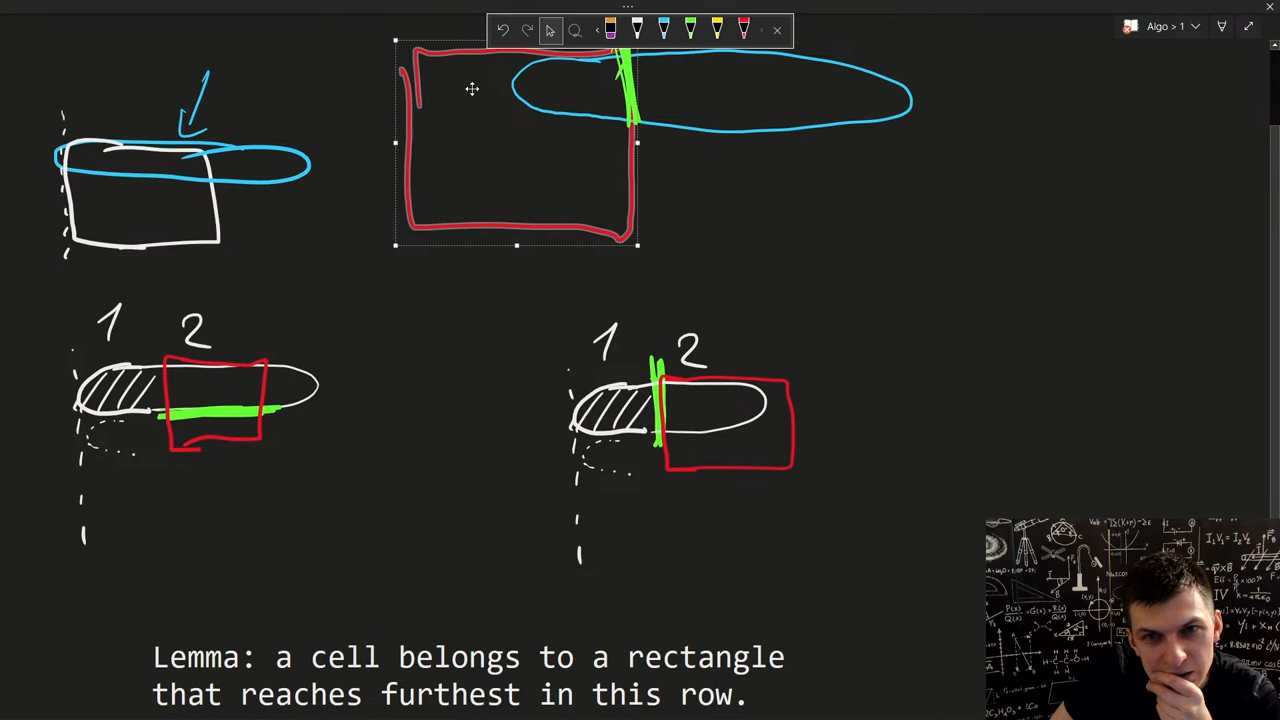 Algo > 1
1 2
1 2
Lemma: a cell belongs to a rectangle
that reaches furthest in this row.